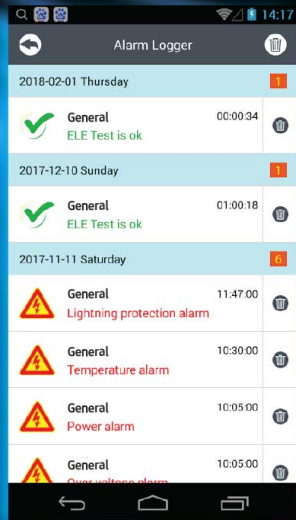 14:17
Alarm Logger
2018-02-01 Thursday 1
General 00:00:34
ELE Test is ok
2017-12-10 Sunday 1
General 01:00:18
ELE Test is ok
2017-11-11 Saturday 6
General 11:47:00
Lightning protection alarm
General 10:30:00
Temperature alarm
General 10:05:00
Power alarm
General 10:05:00
Over voltage alarm